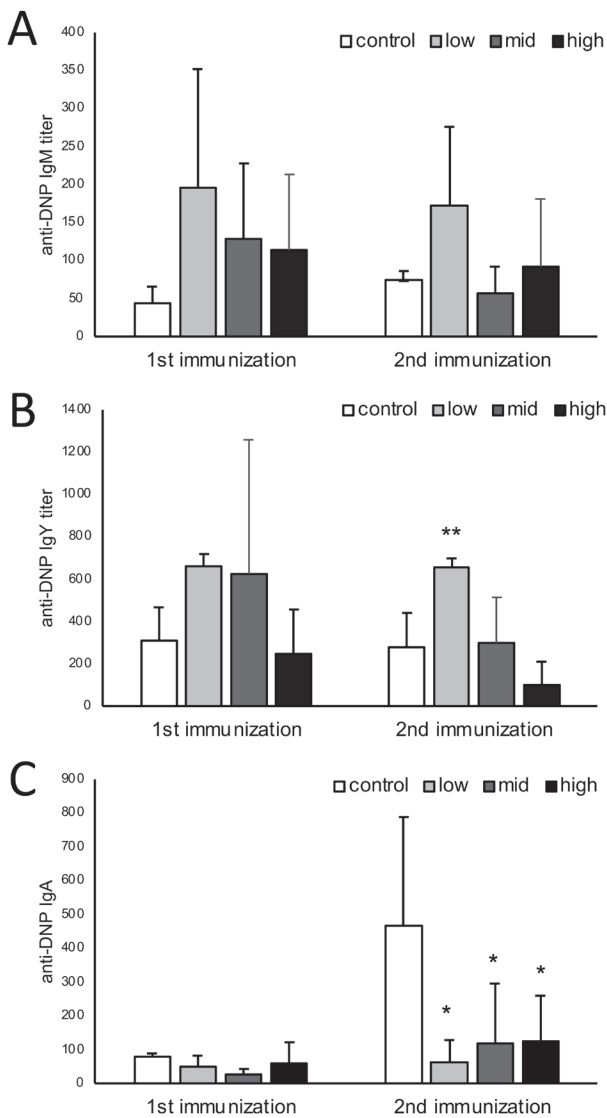 A
400
350
300
250
200
150
100
50
0
anti-DNP IgM titer
control low mid high
1st immunization 2nd immunization
B
1400
1200
1000
800
600
400
200
0
anti-DNP IgY titer
control low mid high
**
1st immunization 2nd immunization
C
900
800
700
600
500
400
300
200
100
0
anti-DNP IgA
control low mid high
* * *
1st immunization 2nd immunization